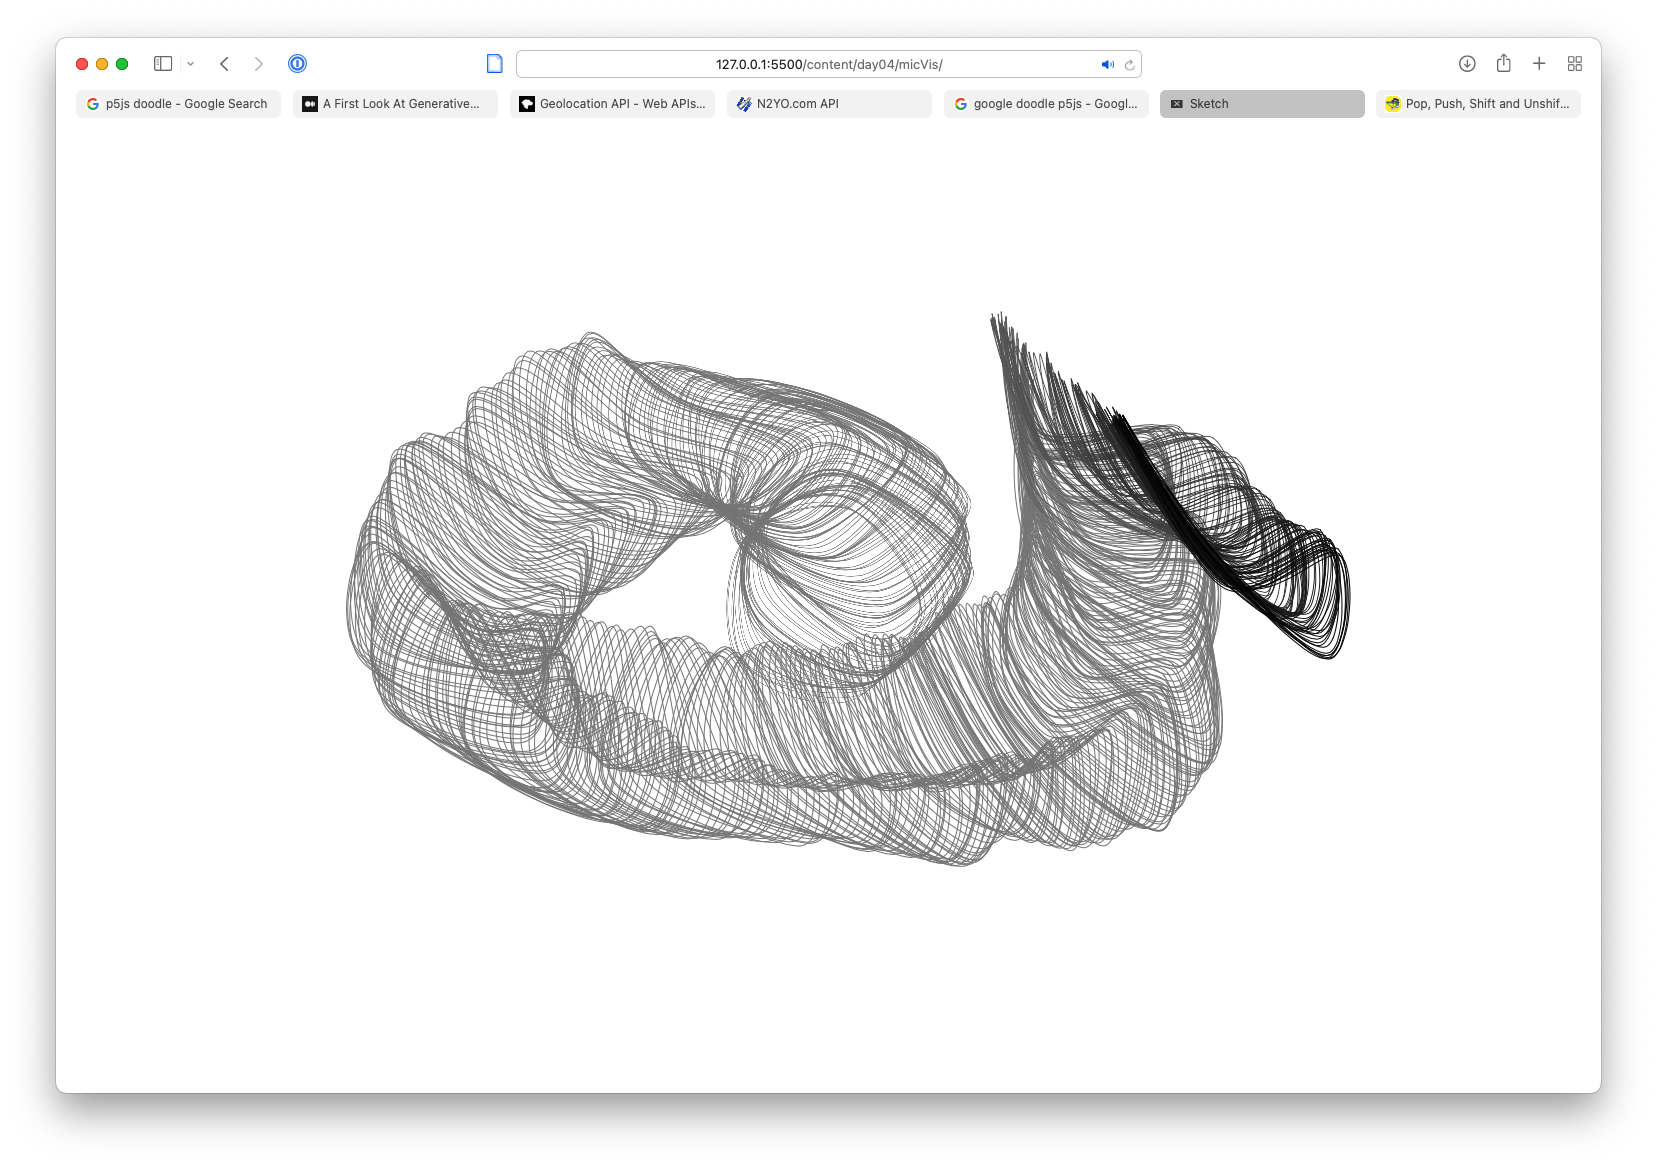 127.0.0.1:5500/content/day04/micVis/
p5js doodle - Google Search
A First Look At Generative...
Geolocation API - Web APIs...
N2YO.com API
google doodle p5js - Googl...
Sketch
Pop, Push, Shift and Unshif...